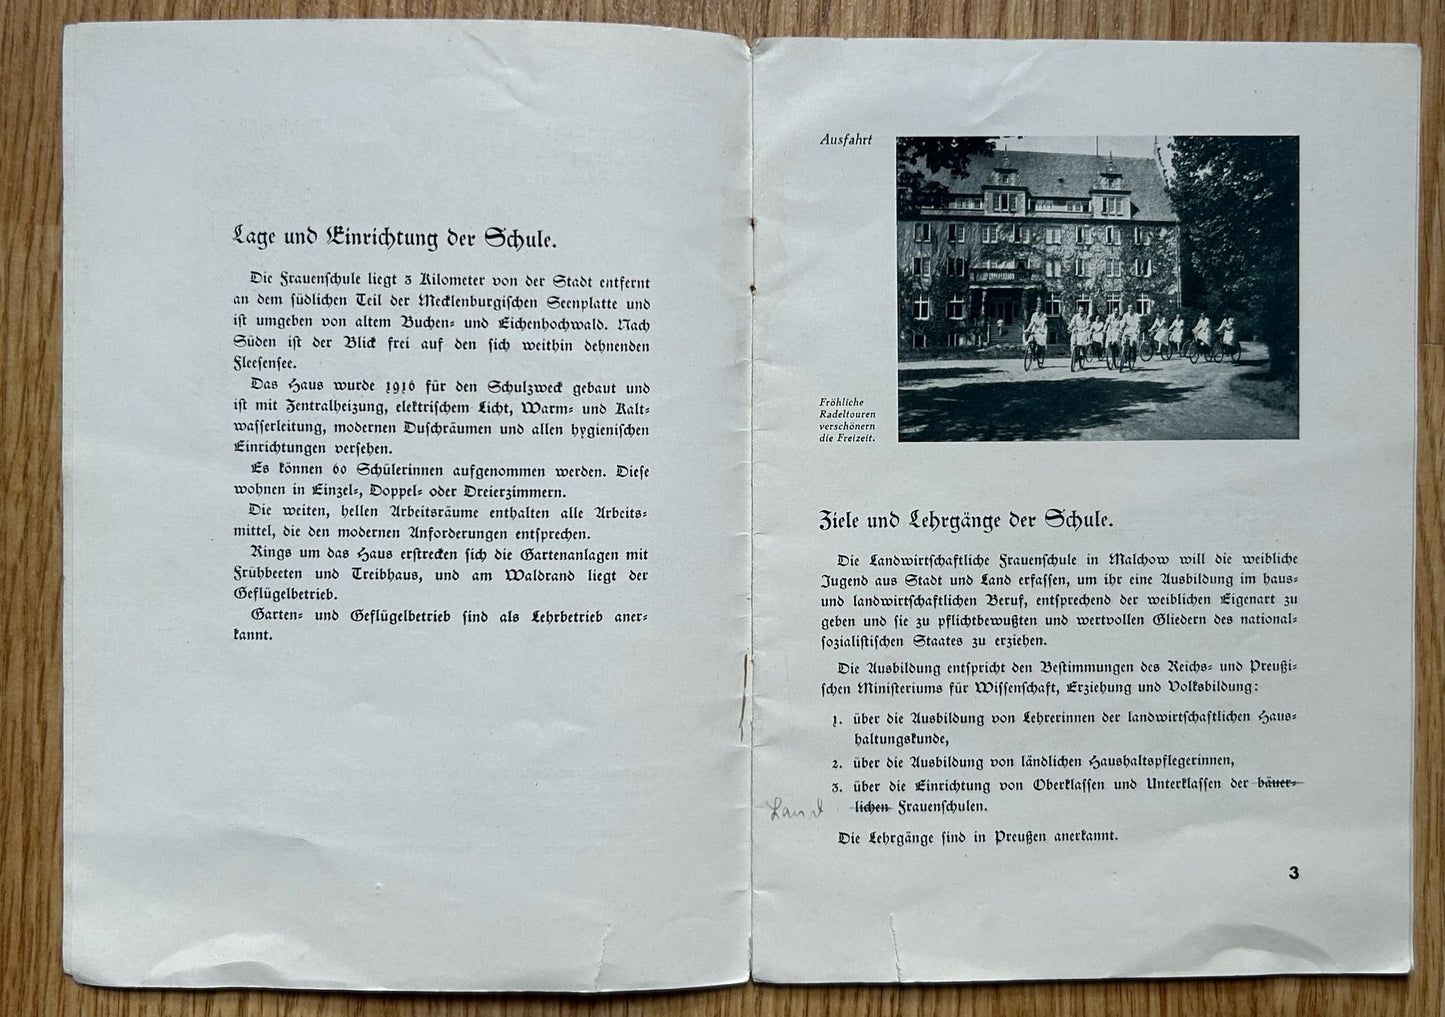 Lage und Einrichtung der Schule.
Die Frauenschule liegt 3 Kilometer von der Stadt entfernt
an dem südlichen Teil der Mecklenburgischen Seenplatte und
ist umgeben von altem Buchen- und Eichenhochwald. Nach
Süden ist der Blick frei auf den sich weithin dehnenden
Fleesensee.
Das Haus wurde 1916 für den Schulzweck gebaut und
ist mit Zentralheizung, elektrischem Licht, Warm- und Kalt-
wasserleitung, modernen Duschräumen und allen hygienischen
Einrichtungen versehen.
Es können 60 Schülerinnen aufgenommen werden. Diese
wohnen in Einzel-, Doppel- oder Dreierzimmern.
Die weiten, hellen Arbeitsräume enthalten alle Arbeits-
mittel, die den modernen Anforderungen entsprechen.
Rings um das Haus erstrecken sich die Gartenanlagen mit
Frühbeeten und Treibhaus, und am Waldrand liegt der
Geflügelbetrieb.
Garten- und Geflügelbetrieb sind als Lehrbetrieb aner-
kannt.
Ausfahrt
Fröhliche
Radeltouren
verschönern
die Freizeit.
Ziele und Lehrgänge der Schule.
Die Landwirtschaftliche Frauenschule in Malchow will die weibliche
Jugend aus Stadt und Land erfassen, um ihr eine Ausbildung im haus-
und landwirtschaftlichen Beruf, entsprechend der weiblichen Eigenart zu
geben und sie zu pflichtbewußten und wertvollen Gliedern des national-
sozialistischen Staates zu erziehen.
Die Ausbildung entspricht den Bestimmungen des Reichs- und Preußi-
schen Ministeriums für Wissenschaft, Erziehung und Volksbildung:
1. über die Ausbildung von Lehrerinnen der landwirtschaftlichen Haus-
haltungskunde,
2. über die Ausbildung von ländlichen Haushaltspflegerinnen,
3. über die Einrichtung von Oberklassen und Unterklassen der bäuer-
Land lichen Frauenschulen.
Die Lehrgänge sind in Preußen anerkannt.
3